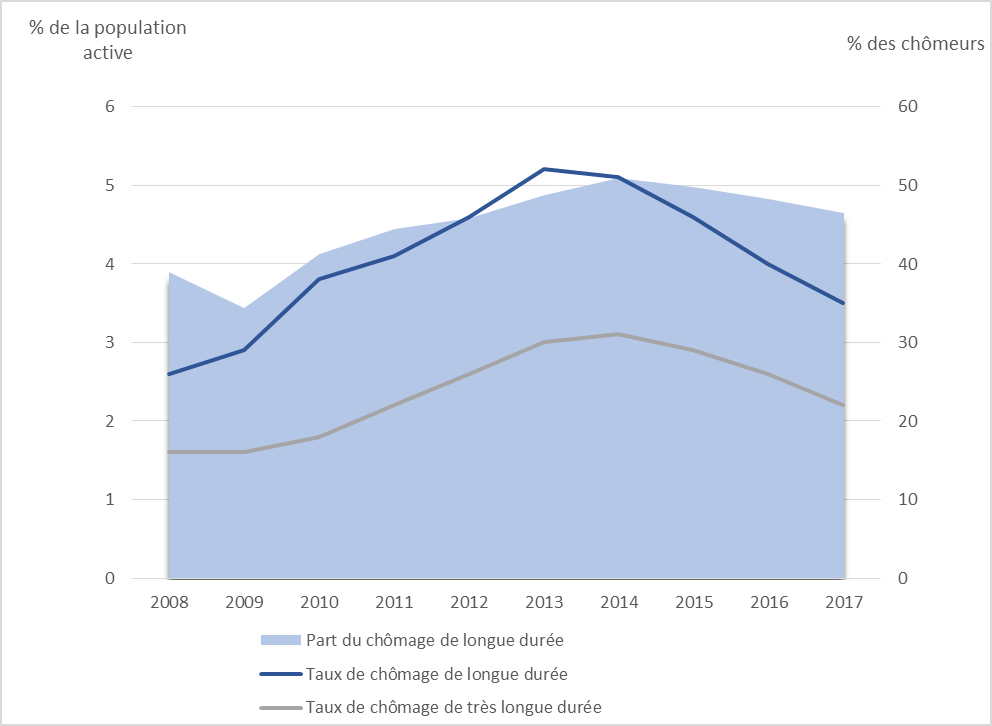 % de la population
active
% des chômeurs
6 60
5 50
4 40
3 30
2 20
1 10
0 0
2008 2009 2010 2011 2012 2013 2014 2015 2016 2017
Part du chômage de longue durée
Taux de chômage de longue durée
Taux de chômage de très longue durée